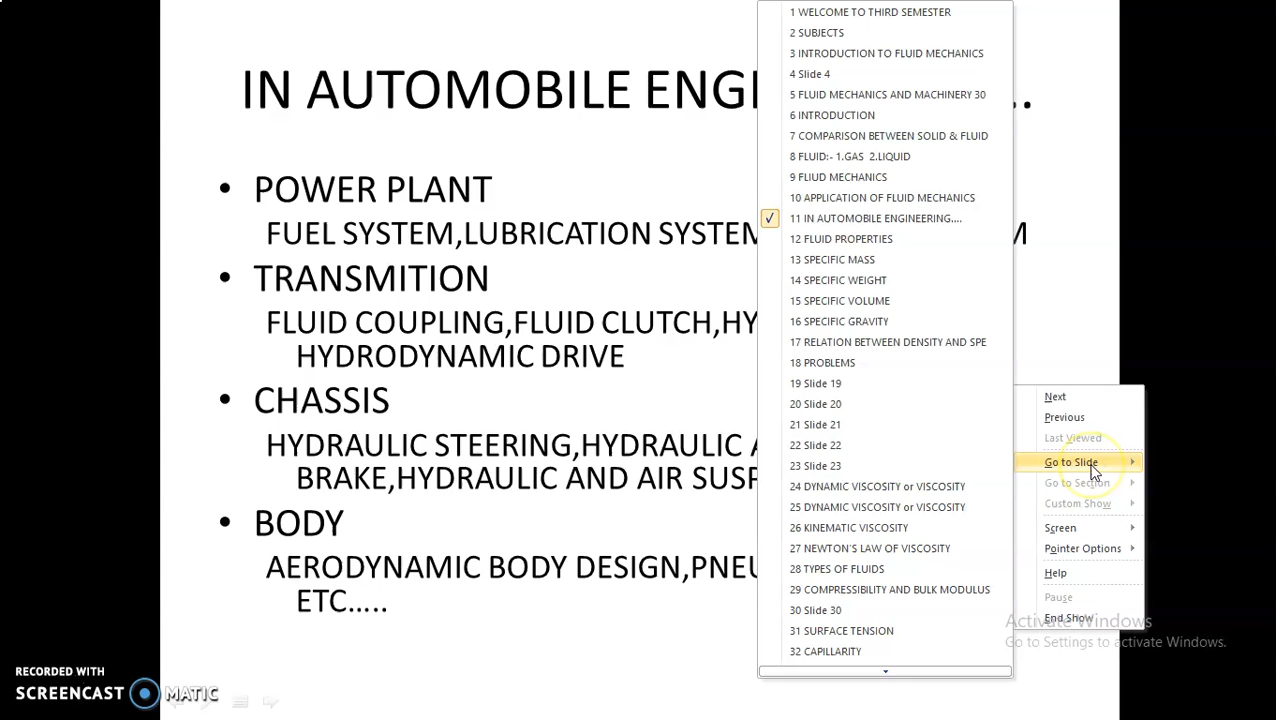 IN AUTOMOBILE ENG
..
• POWER PLANT
FUEL SYSTEM,LUBRICATION SYSTEM
• TRANSMITION
FLUID COUPLING,FLUID CLUTCH,HY
HYDRODYNAMIC DRIVE
• CHASSIS
HYDRAULIC STEERING,HYDRAULIC A
BRAKE,HYDRAULIC AND AIR SUSP
• BODY
AERODYNAMIC BODY DESIGN,PNEU
ETC.....
1 WELCOME TO THIRD SEMESTER
2 SUBJECTS
3 INTRODUCTION TO FLUID MECHANICS
4 Slide 4
5 FLUID MECHANICS AND MACHINERY 30
6 INTRODUCTION
7 COMPARISON BETWEEN SOLID & FLUID
8 FLUID:- 1.GAS 2.LIQUID
9 FLIUD MECHANICS
10 APPLICATION OF FLUID MECHANICS
✓ 11 IN AUTOMOBILE ENGINEERING....
12 FLUID PROPERTIES
13 SPECIFIC MASS
14 SPECIFIC WEIGHT
15 SPECIFIC VOLUME
16 SPECIFIC GRAVITY
17 RELATION BETWEEN DENSITY AND SPE
18 PROBLEMS
19 Slide 19
20 Slide 20
21 Slide 21
22 Slide 22
23 Slide 23
24 DYNAMIC VISCOSITY or VISCOSITY
25 DYNAMIC VISCOSITY or VISCOSITY
26 KINEMATIC VISCOSITY
27 NEWTON'S LAW OF VISCOSITY
28 TYPES OF FLUIDS
29 COMPRESSIBILITY AND BULK MODULUS
30 Slide 30
31 SURFACE TENSION
32 CAPILLARITY
Next
Previous
Last Viewed
Go to Slide
Go to Section
Custom Show
Screen
Pointer Options
Help
Pause
End Show
Activate Windows
Go to Settings to activate Windows.
RECORDED WITH
SCREENCAST MATIC